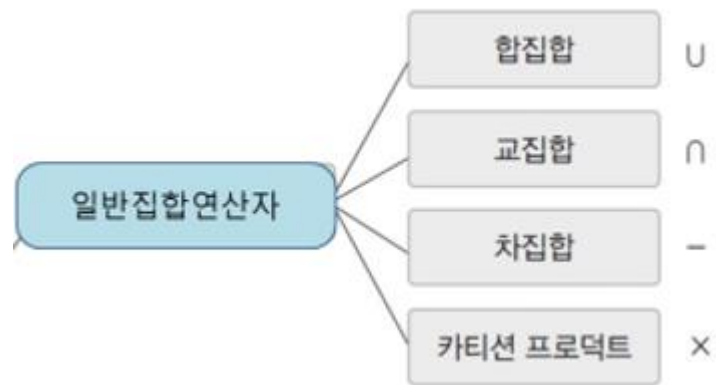 합집합 ∪
교집합 ∩
일반집합연산자
차집합 −
카티션 프로덕트 ×